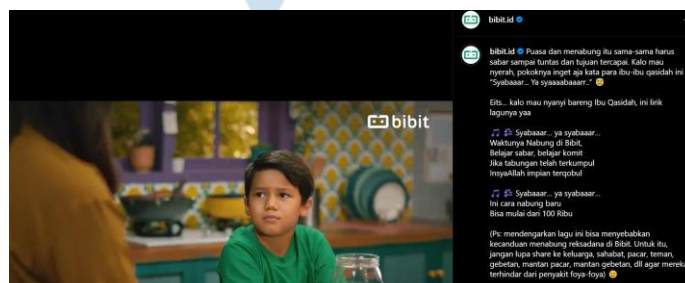 bibit
bibit.id
bibit.id Puasa dan menabung itu sama-sama harus
sabar sampai tuntas dan tujuan tercapai. Kalo mau
nyerah, pokoknya inget aja kata para ibu-ibu qasidah ini
"Syabaaar... Ya syaaaabaaarr.." 😇
Eits... kalo mau nyanyi bareng Ibu Qasidah, ini lirik
lagunya yaa
🎵 Syabaaar... ya syabaaar...
Waktunya Nabung di Bibit,
Belajar sabar, belajar komit
Jika tabungan telah terkumpul
InsyaAllah impian terqobul
🎵 Syabaaar... ya syabaaar...
Ini cara nabung baru
Bisa mulai dari 100 Ribu
(Ps: mendengarkan lagu ini bisa menyebabkan
kecanduan menabung reksadana di Bibit. Untuk itu,
jangan lupa share ke keluarga, sahabat, pacar, teman,
gebetan, mantan pacar, mantan gebetan, dll agar mereka
terhindar dari penyakit foya-foya)